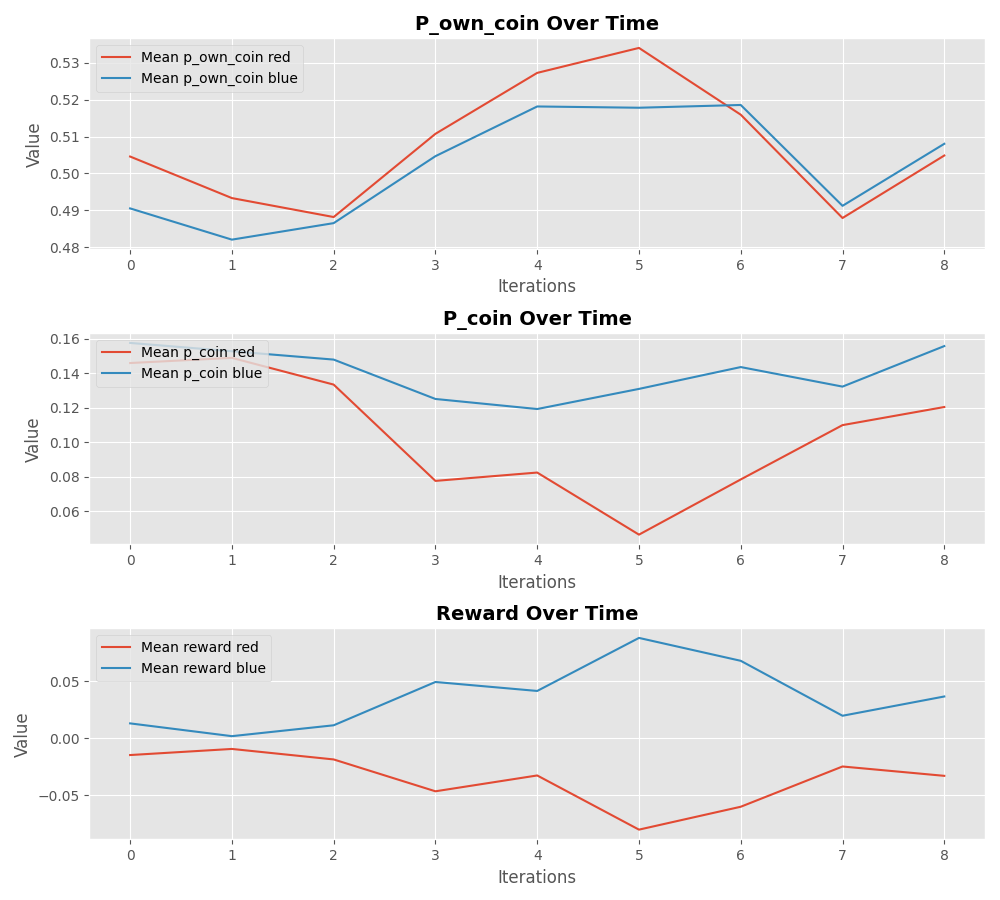 P_own_coin Over Time
Mean p_own_coin red
Mean p_own_coin blue
Value
0.53
0.52
0.51
0.50
0.49
0.48
0 1 2 3 4 5 6 7 8
Iterations
P_coin Over Time
Mean p_coin red
Mean p_coin blue
Value
0.16
0.14
0.12
0.10
0.08
0.06
0 1 2 3 4 5 6 7 8
Iterations
Reward Over Time
Mean reward red
Mean reward blue
Value
0.05
0.00
−0.05
0 1 2 3 4 5 6 7 8
Iterations